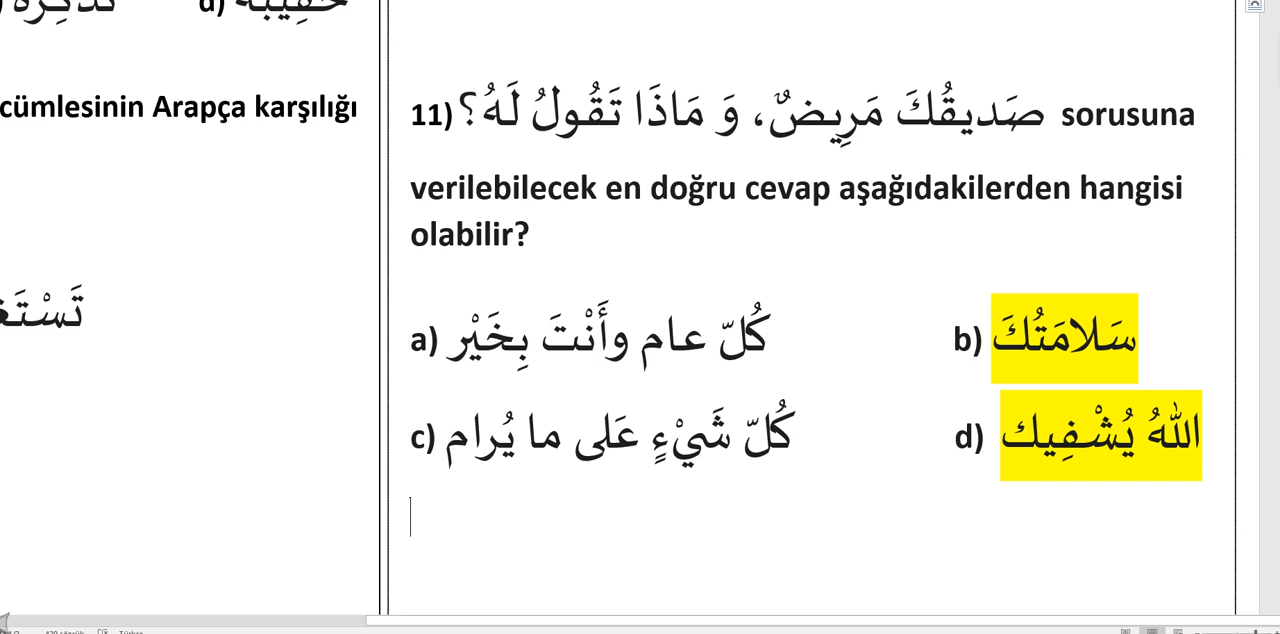 d)
cümlesinin Arapça karşılığı
11) صَديقُكَ مَرِيضٌ، وَ مَاذَا تَقُولُ لَهُ؟ sorusuna
verilebilecek en doğru cevap aşağıdakilerden hangisi
olabilir?
a) كُلّ عام وأَنْتَ بِخَيْر
b) سَلامَتُكَ
c) كُلّ شَيْءٍ عَلى ما يُرام
d) اللهُ يُشْفِيك